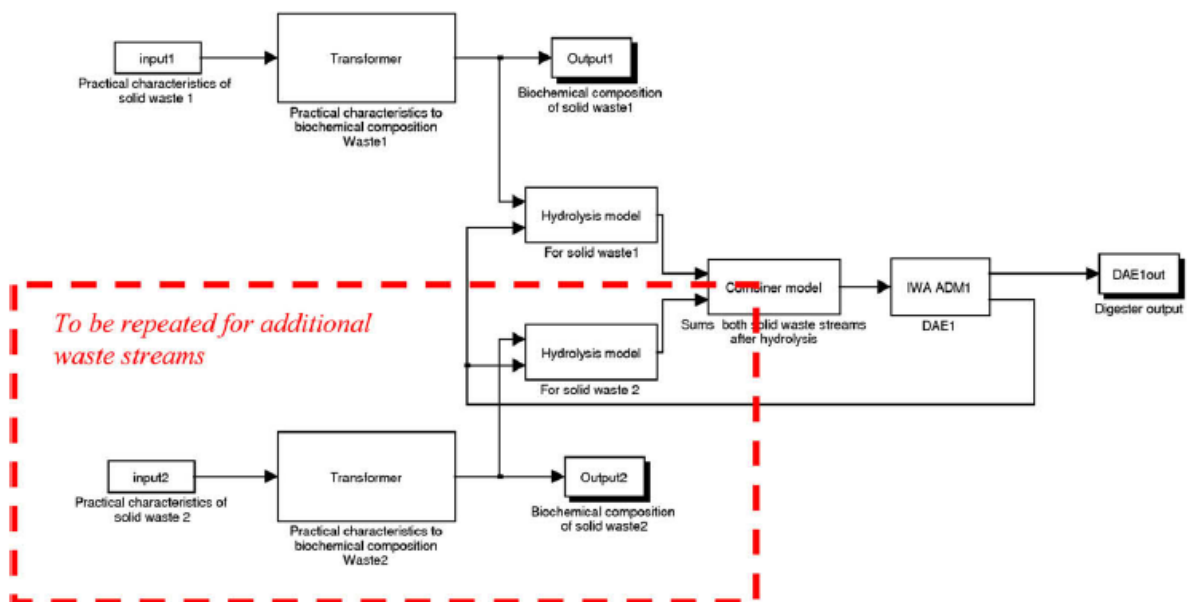 input1
Practical characteristics of
solid waste 1
Transformer
Practical characteristics to
biochemical composition
Waste1
Output1
Biochemical composition
of solid waste1
Hydrolysis model
For solid waste1
Combiner model
Sums both solid waste streams
after hydrolysis
IWA ADM1
DAE1
DAE1out
Digester output
To be repeated for additional
waste streams
Hydrolysis model
For solid waste 2
input2
Practical characteristics of
solid waste 2
Transformer
Practical characteristics to
biochemical composition
Waste2
Output2
Biochemical composition
of solid waste2